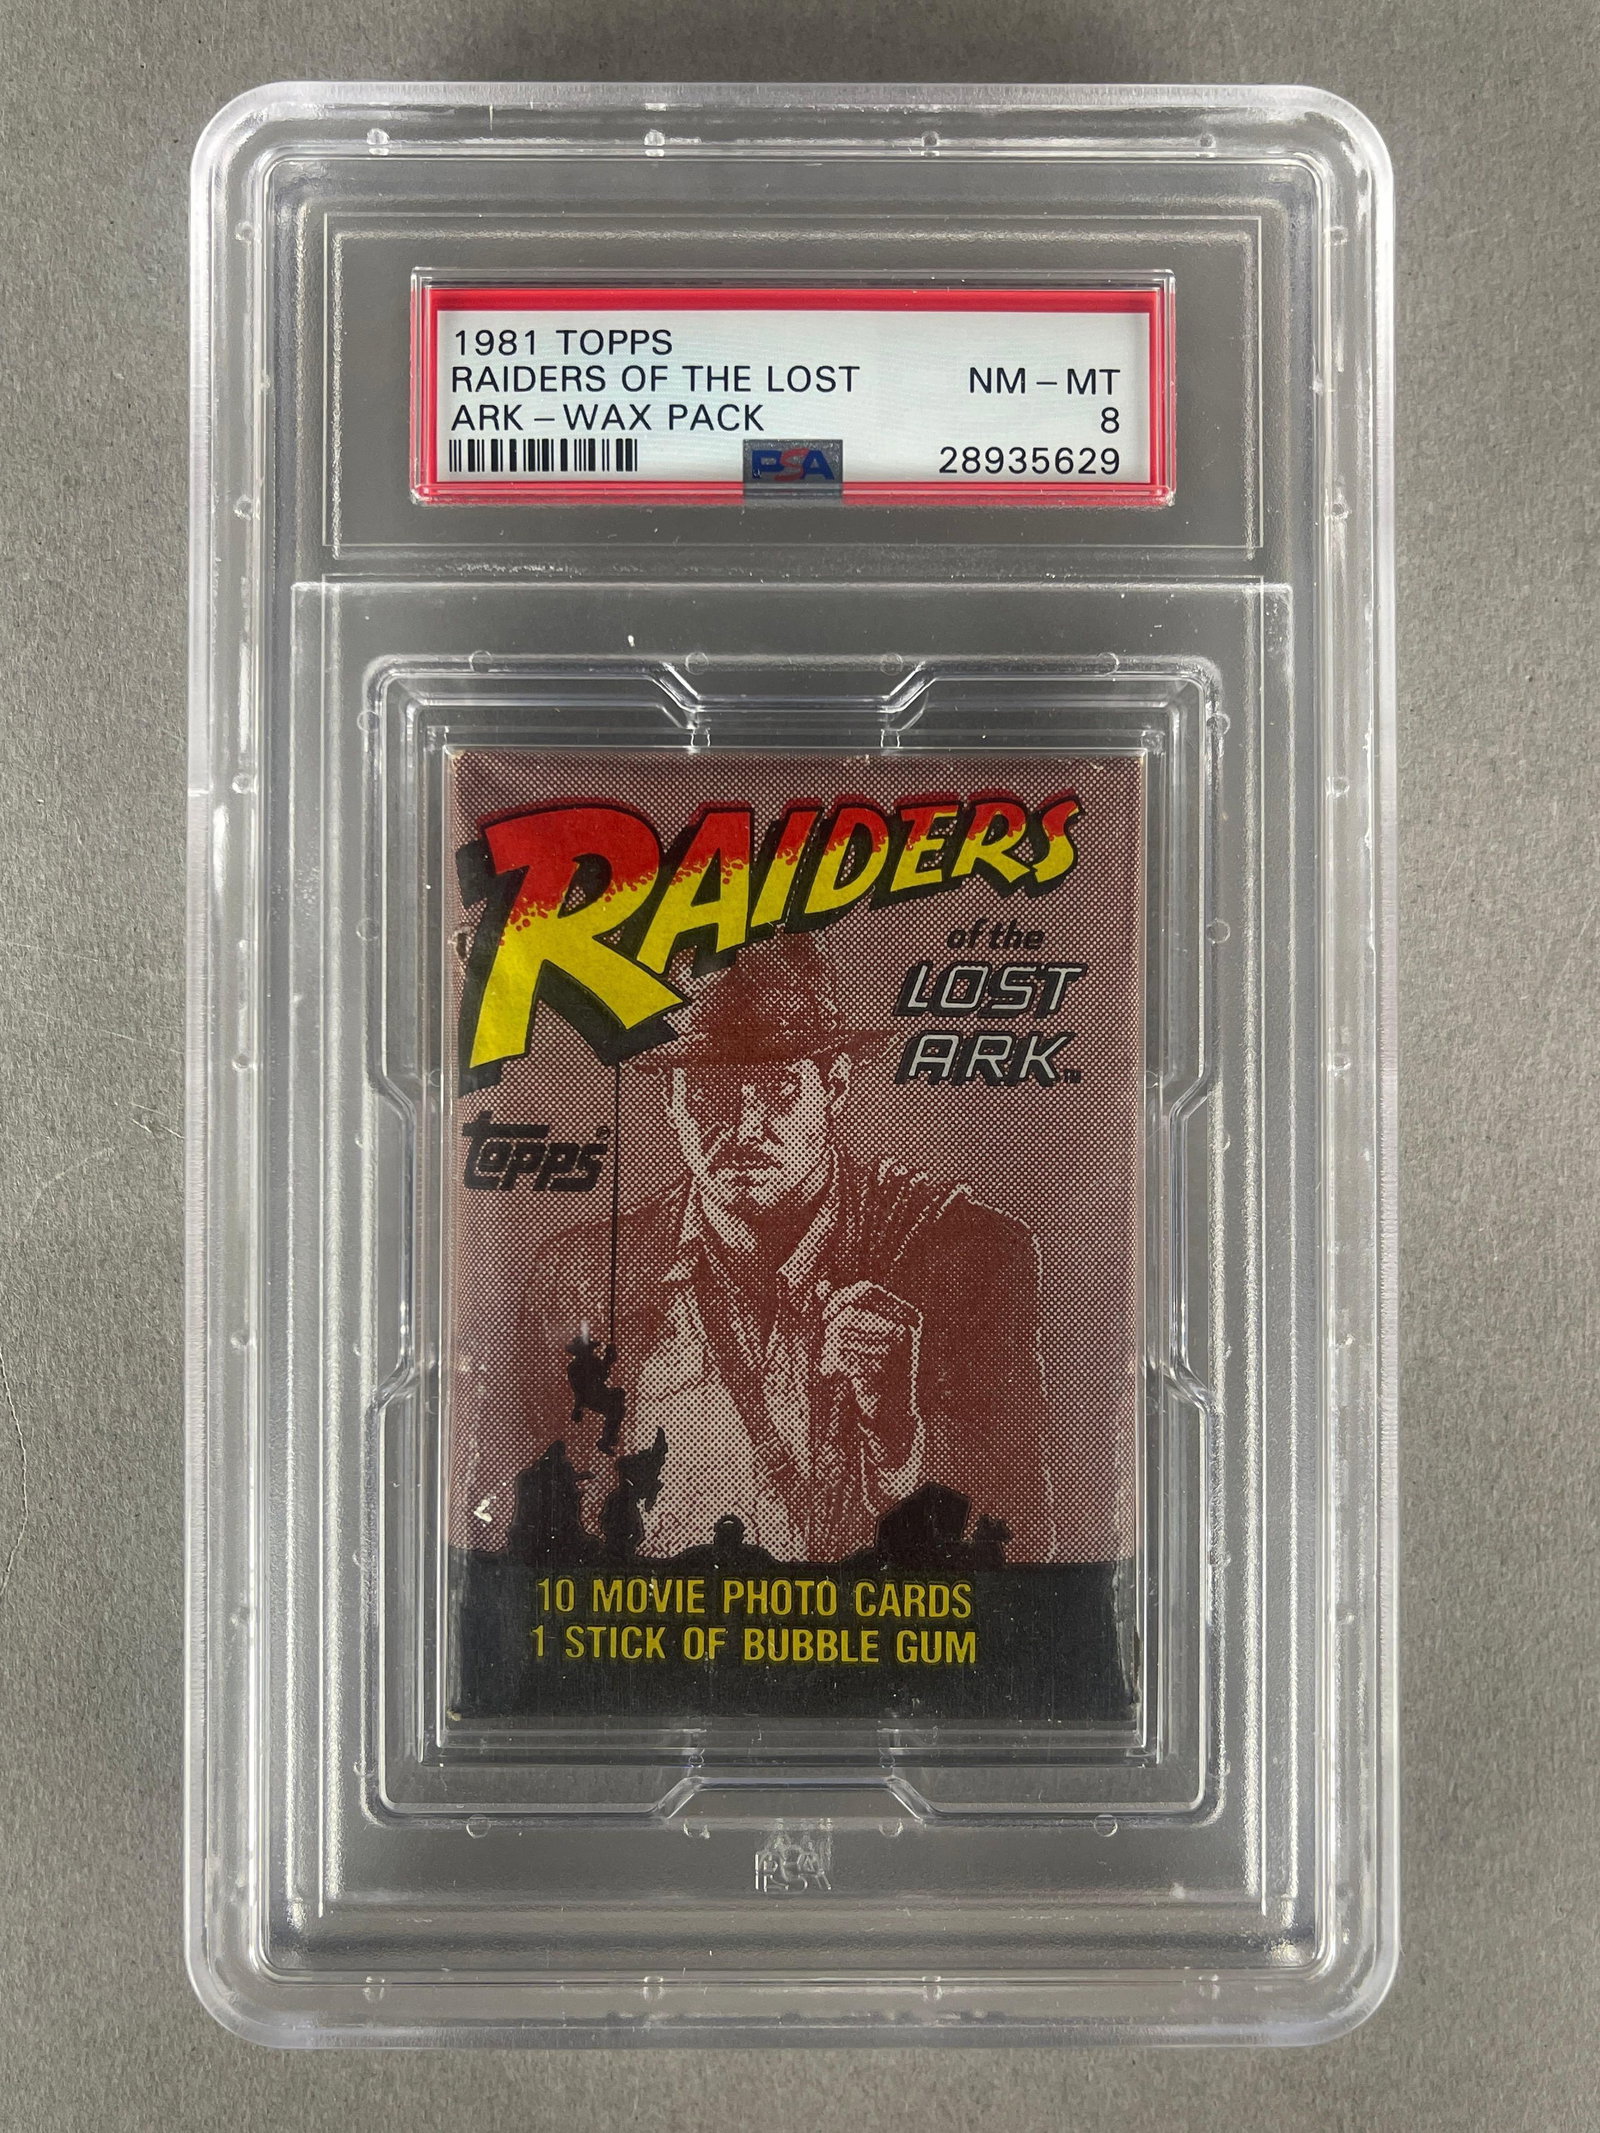 1981 TOPPS
RAIDERS OF THE LOST NM – MT
ARK – WAX PACK 8
PSA 28935629
RAIDERS
of the
LOST
ARK™
topps®
10 MOVIE PHOTO CARDS
1 STICK OF BUBBLE GUM
PSA